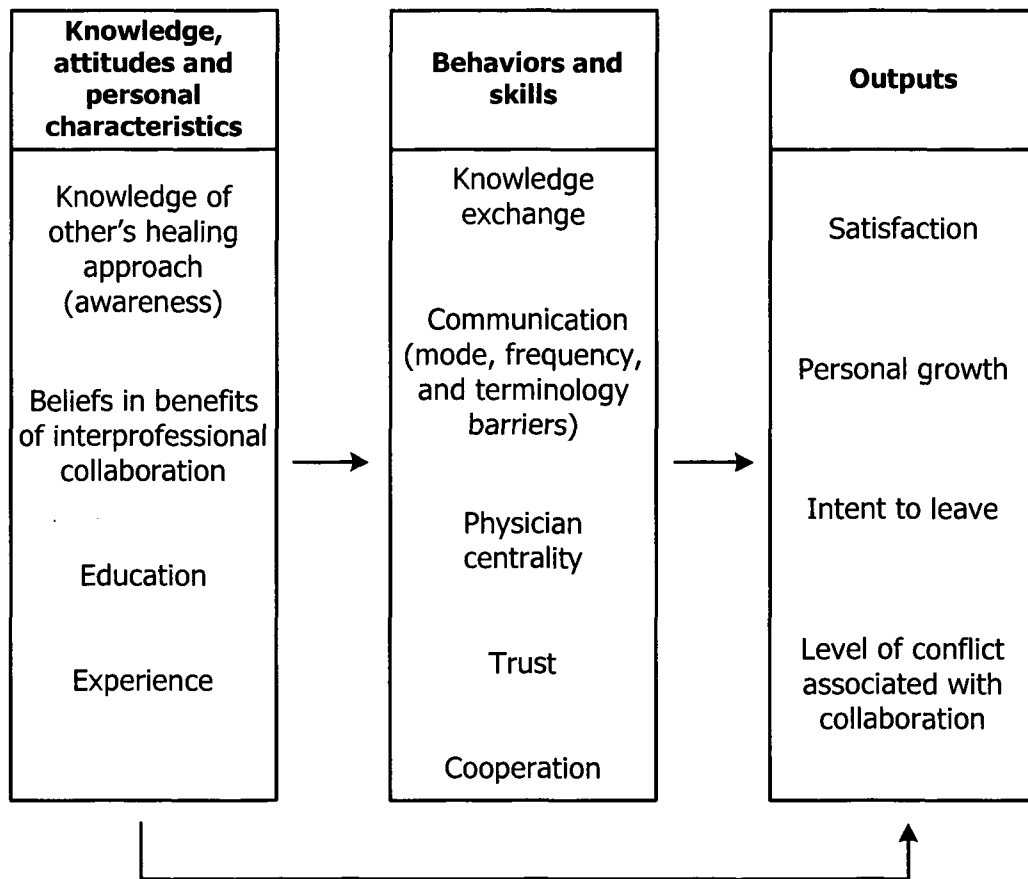 Knowledge,
attitudes and
personal
characteristics
Knowledge of
other's healing
approach
(awareness)
Beliefs in benefits
of interprofessional
collaboration
Education
Experience
Behaviors and
skills
Knowledge
exchange
Communication
(mode, frequency,
and terminology
barriers)
Physician
centrality
Trust
Cooperation
Outputs
Satisfaction
Personal growth
Intent to leave
Level of conflict
associated with
collaboration